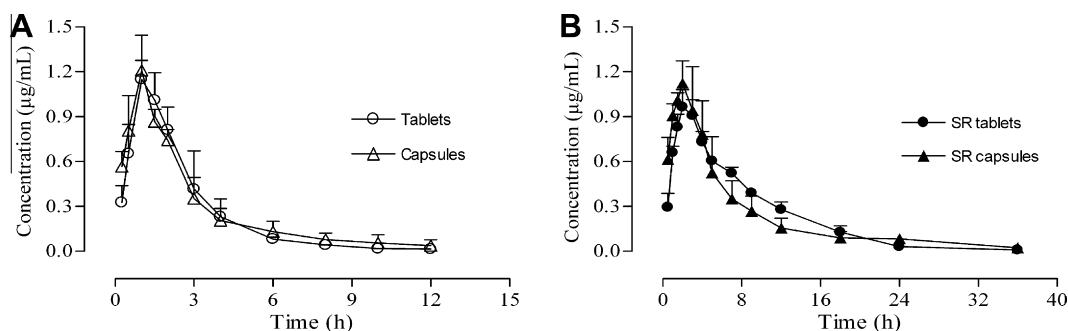 A
1.5
1.2
0.9
0.6
0.3
0.0
Concentration (μg/mL)
Tablets
Capsules
0 3 6 9 12 15
Time (h)
B
1.5
1.2
0.9
0.6
0.3
0.0
Concentration (μg/mL)
SR tablets
SR capsules
0 8 16 24 32 40
Time (h)